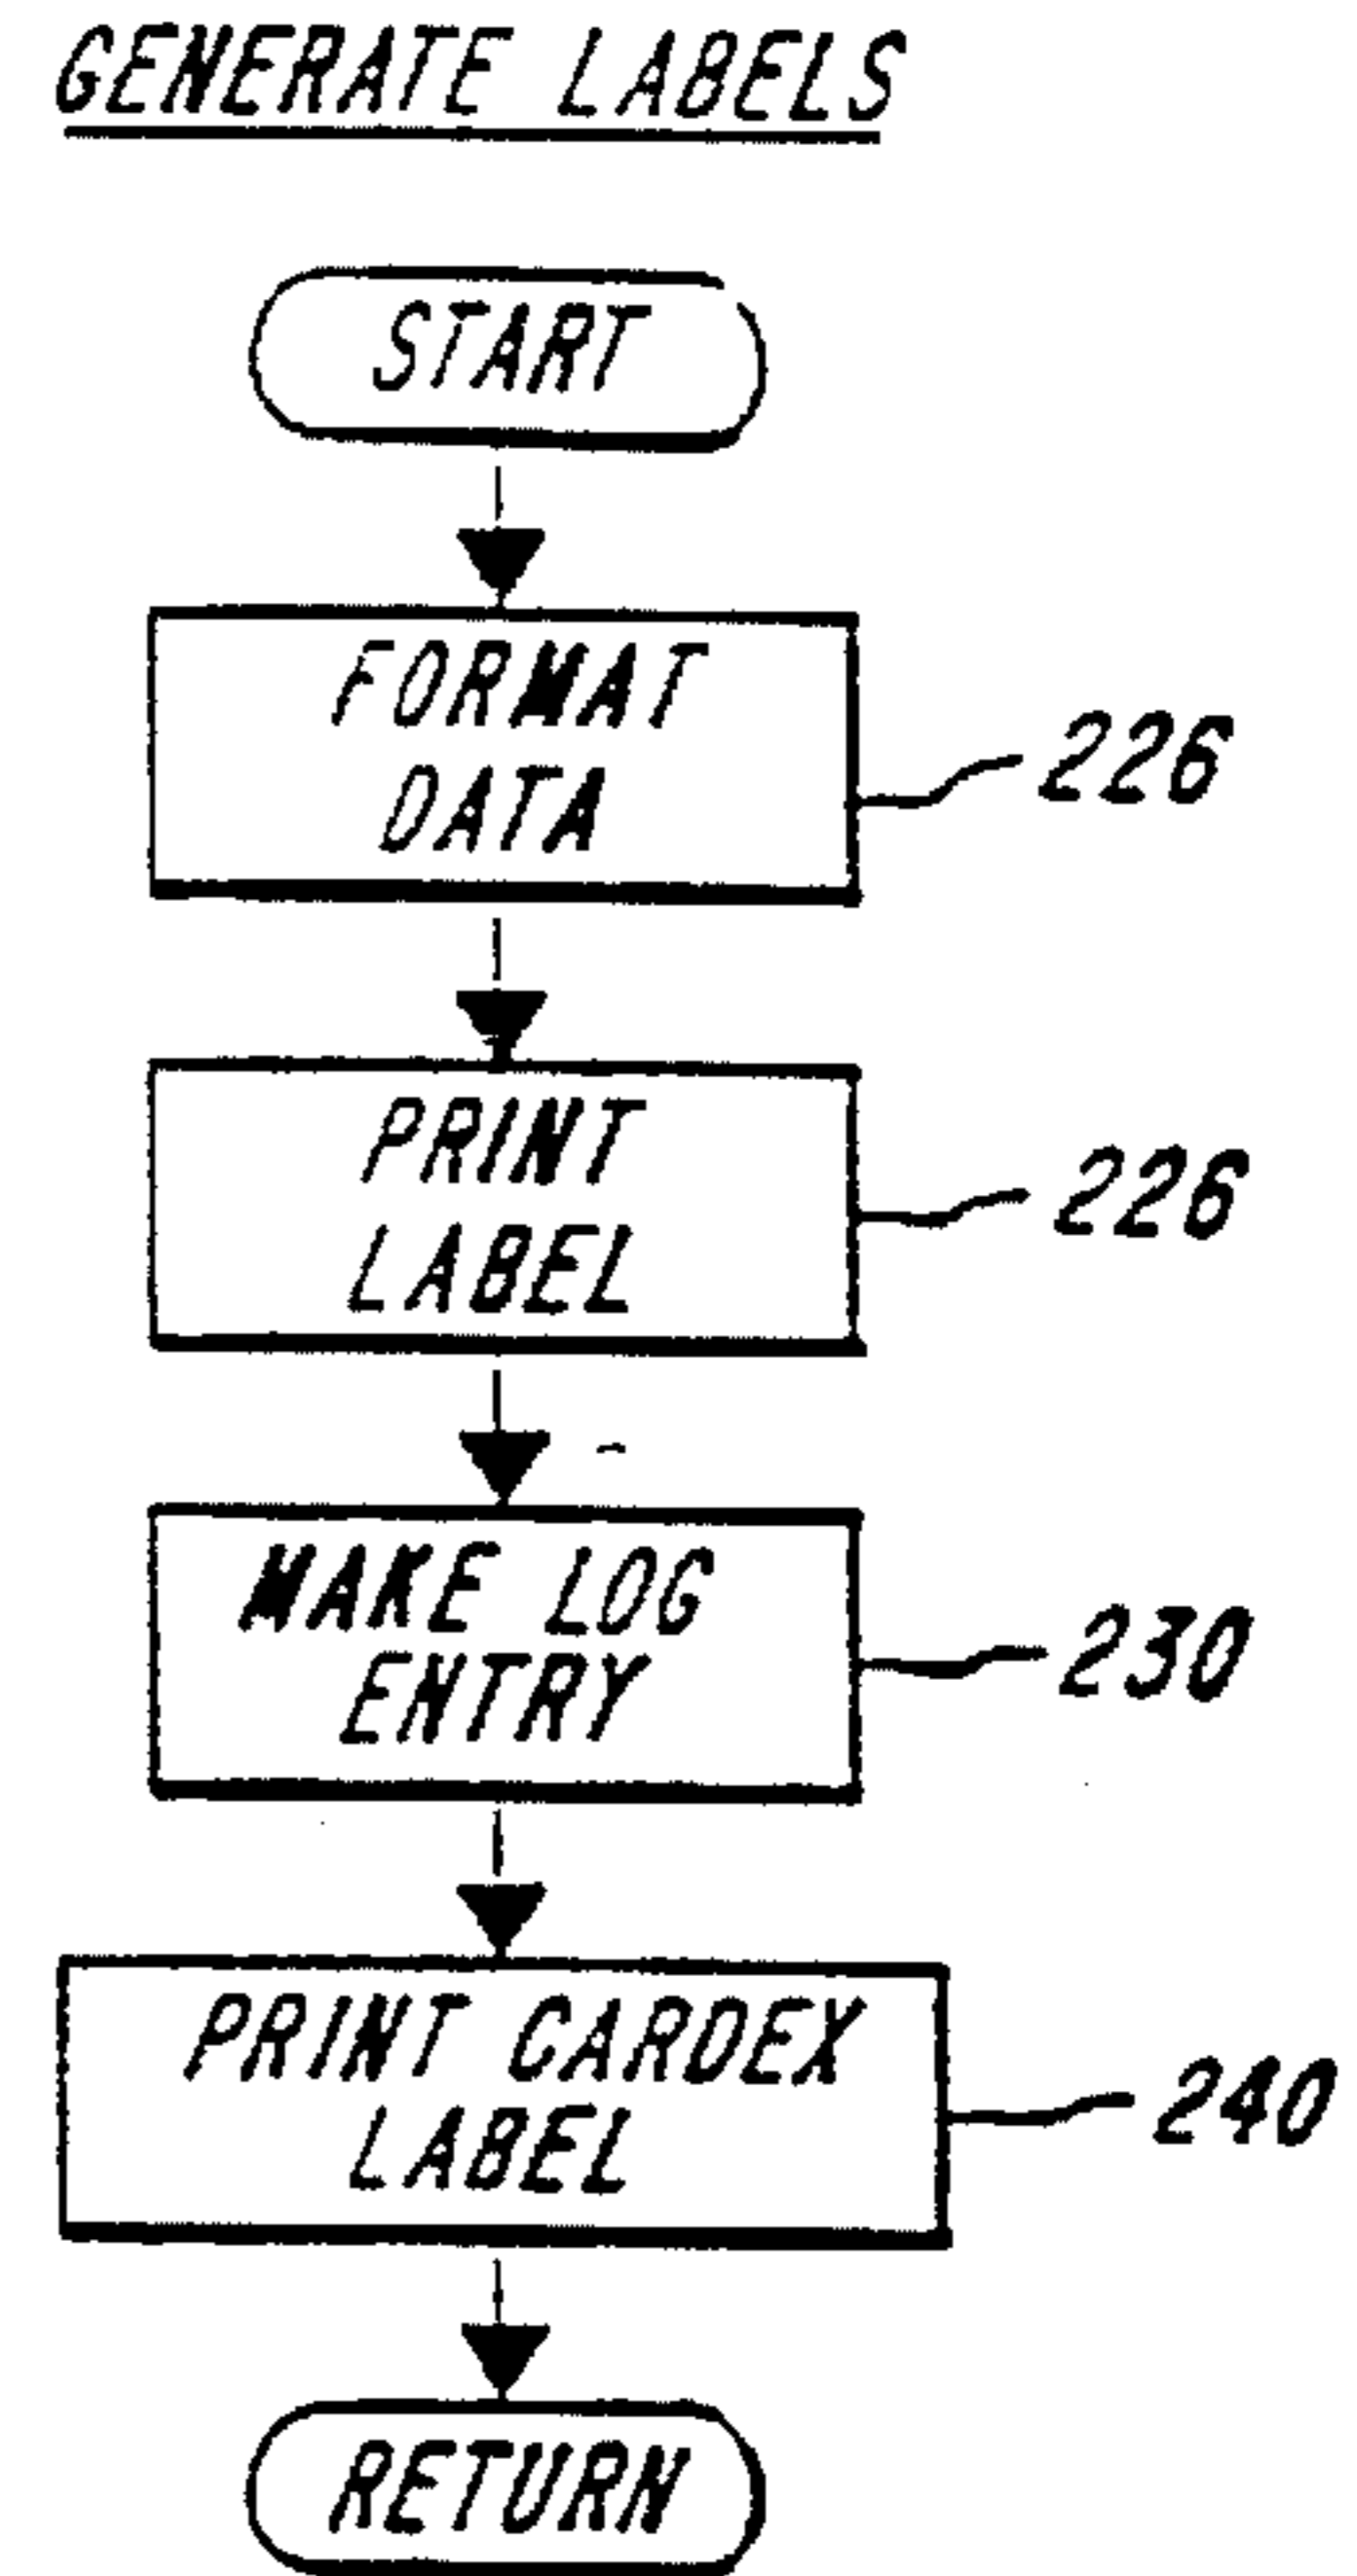 GENERATE LABELS
START
FORMAT
DATA
226
PRINT
LABEL
226
MAKE LOG
ENTRY
230
PRINT CARDEX
LABEL
240
RETURN